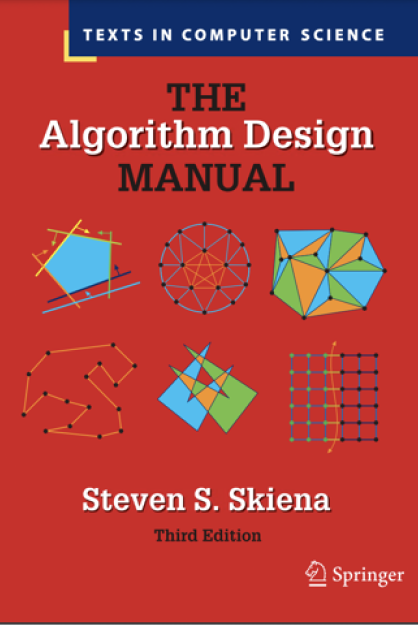 TEXTS IN COMPUTER SCIENCE
THE
Algorithm Design
MANUAL
Steven S. Skiena
Third Edition
Springer